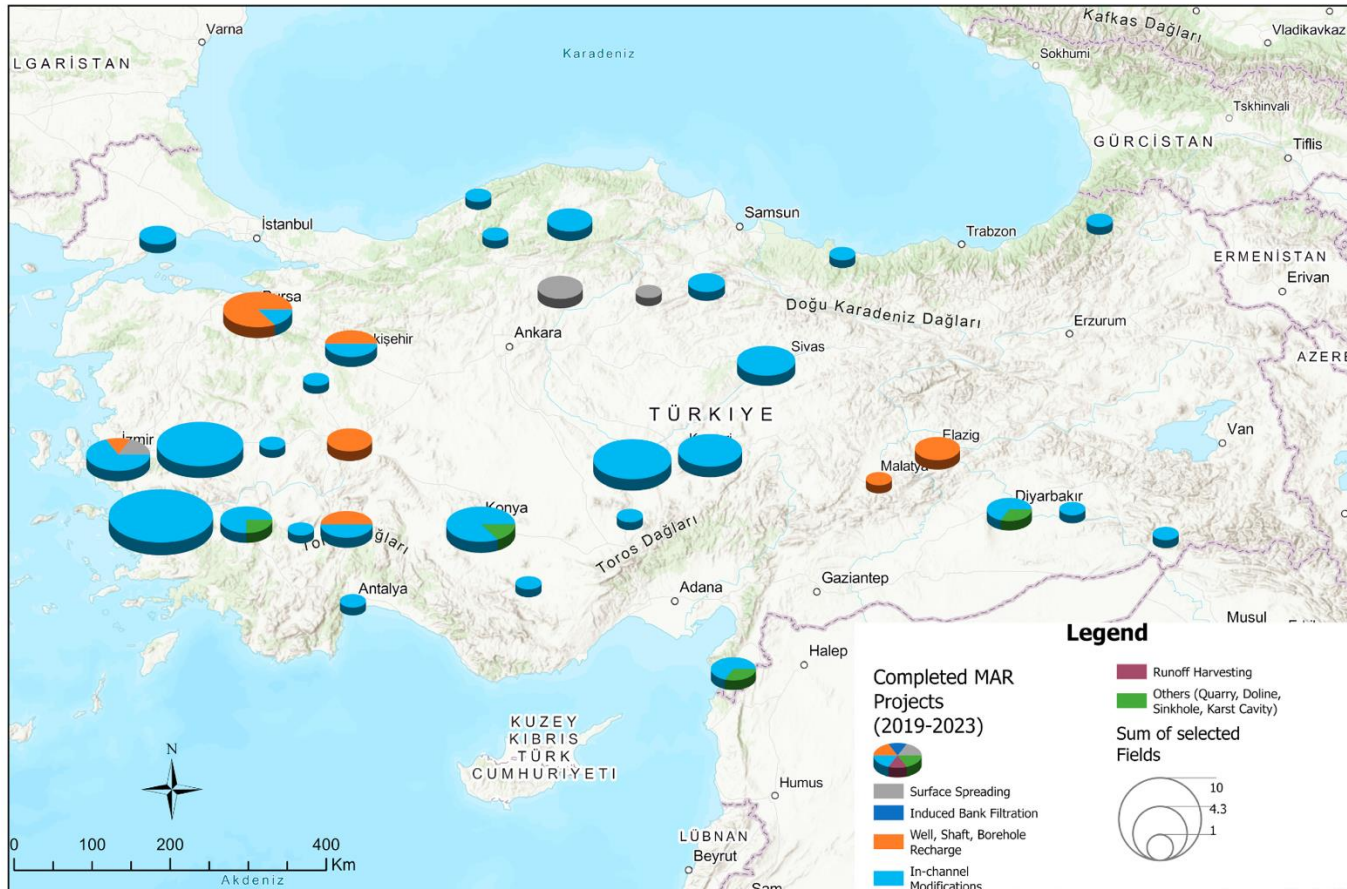 Kafkas Dağları
Varna
Vladikavkaz
LGARİSTAN
Karadeniz
Sokhumi
Tskhinvali
GÜRCİSTAN
Tiflis
İstanbul
Samsun
Trabzon
ERMENİSTAN
Erivan
Bursa
Doğu Karadeniz Dağları
kişehir
Ankara
Erzurum
Sivas
AZERB
TÜRKİYE
İzmir
Elazig
Van
Malatya
Diyarbakır
Konya
Toros Dağları
Antalya
Adana
Gaziantep
Musul
Halep
KUZEY
KIBRIS
TÜRK
CUMHURIYETI
Humus
LÜBNAN
Beyrut
Şam
Akdeniz
N
0 100 200 400
Km
Legend
Completed MAR
Projects
(2019-2023)
Surface Spreading
Induced Bank Filtration
Well, Shaft, Borehole
Recharge
In-channel
Modifications
Runoff Harvesting
Others (Quarry, Doline,
Sinkhole, Karst Cavity)
Sum of selected
Fields
10
4.3
1